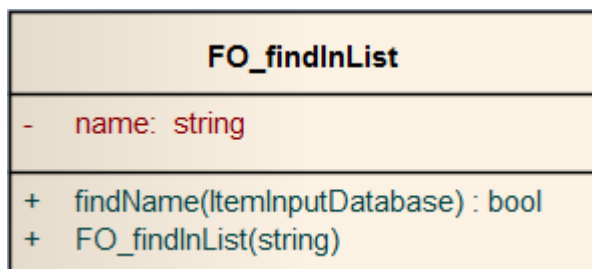 FO_findInList
- name: string
+ findName(ItemInputDatabase) : bool
+ FO_findInList(string)